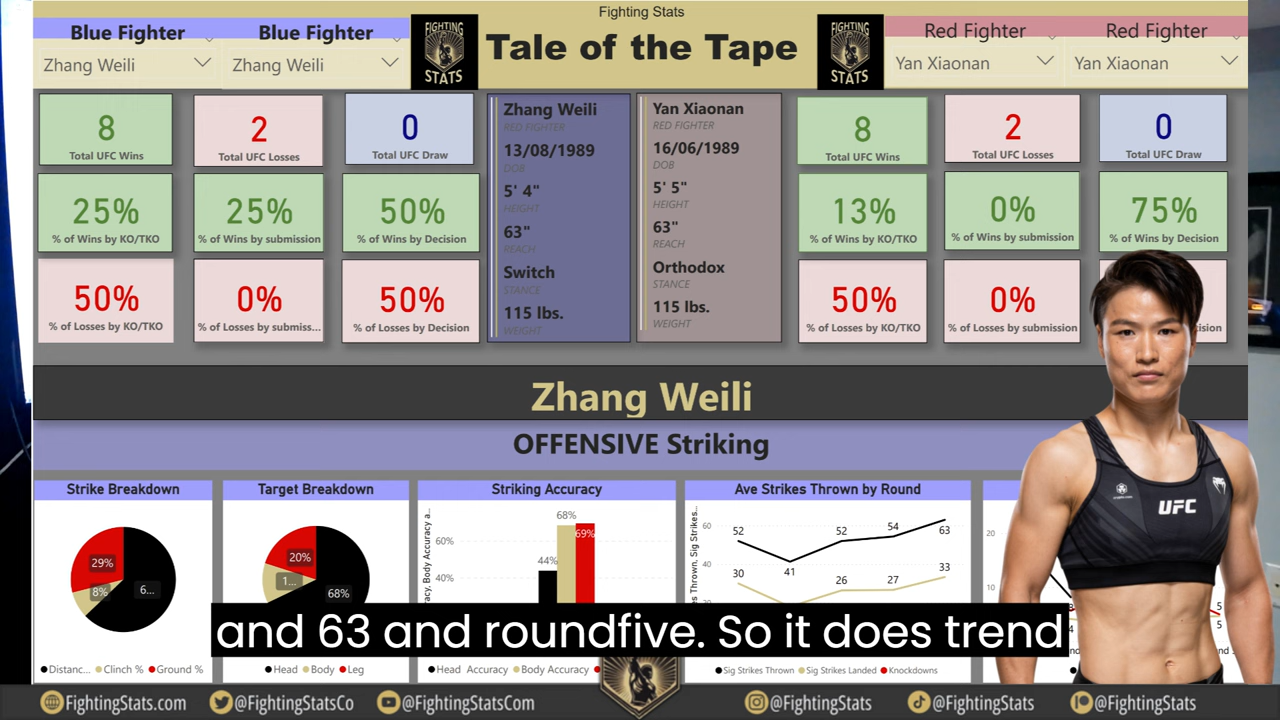 Fighting Stats
Blue Fighter
Blue Fighter
FIGHTING
STATS
Tale of the Tape
FIGHTING
STATS
Red Fighter
Red Fighter
Zhang Weili
Zhang Weili
Yan Xiaonan
Yan Xiaonan
8
Total UFC Wins
2
Total UFC Losses
0
Total UFC Draw
25%
% of Wins by KO/TKO
25%
% of Wins by submission
50%
% of Wins by Decision
50%
% of Losses by KO/TKO
0%
% of Losses by submiss...
50%
% of Losses by Decision
Zhang Weili
RED FIGHTER
13/08/1989
DOB
5' 4"
HEIGHT
63"
REACH
Switch
STANCE
115 lbs.
WEIGHT
Yan Xiaonan
RED FIGHTER
16/06/1989
DOB
5' 5"
HEIGHT
63"
REACH
Orthodox
STANCE
115 lbs.
WEIGHT
8
Total UFC Wins
2
Total UFC Losses
0
Total UFC Draw
13%
% of Wins by KO/TKO
0%
% of Wins by submission
75%
% of Wins by Decision
50%
% of Losses by KO/TKO
0%
% of Losses by submission
UFC
Zhang Weili
OFFENSIVE Striking
Strike Breakdown
29%
8%
6...
Distanc... Clinch % Ground %
Target Breakdown
20%
1...
68%
Head Body Leg
Striking Accuracy
60%
40%
44%
68%
69%
Head Accuracy Body Accuracy
Ave Strikes Thrown by Round
60
40
52
41
52
54
63
30
26
27
33
Sig Strikes Thrown Sig Strikes Landed Knockdowns
20
10
5
5
and 63 and roundfive. So it does trend
FightingStats.com
@FightingStatsCo
@FightingStatsCom
@FightingStats
@FightingStats
@FightingStats